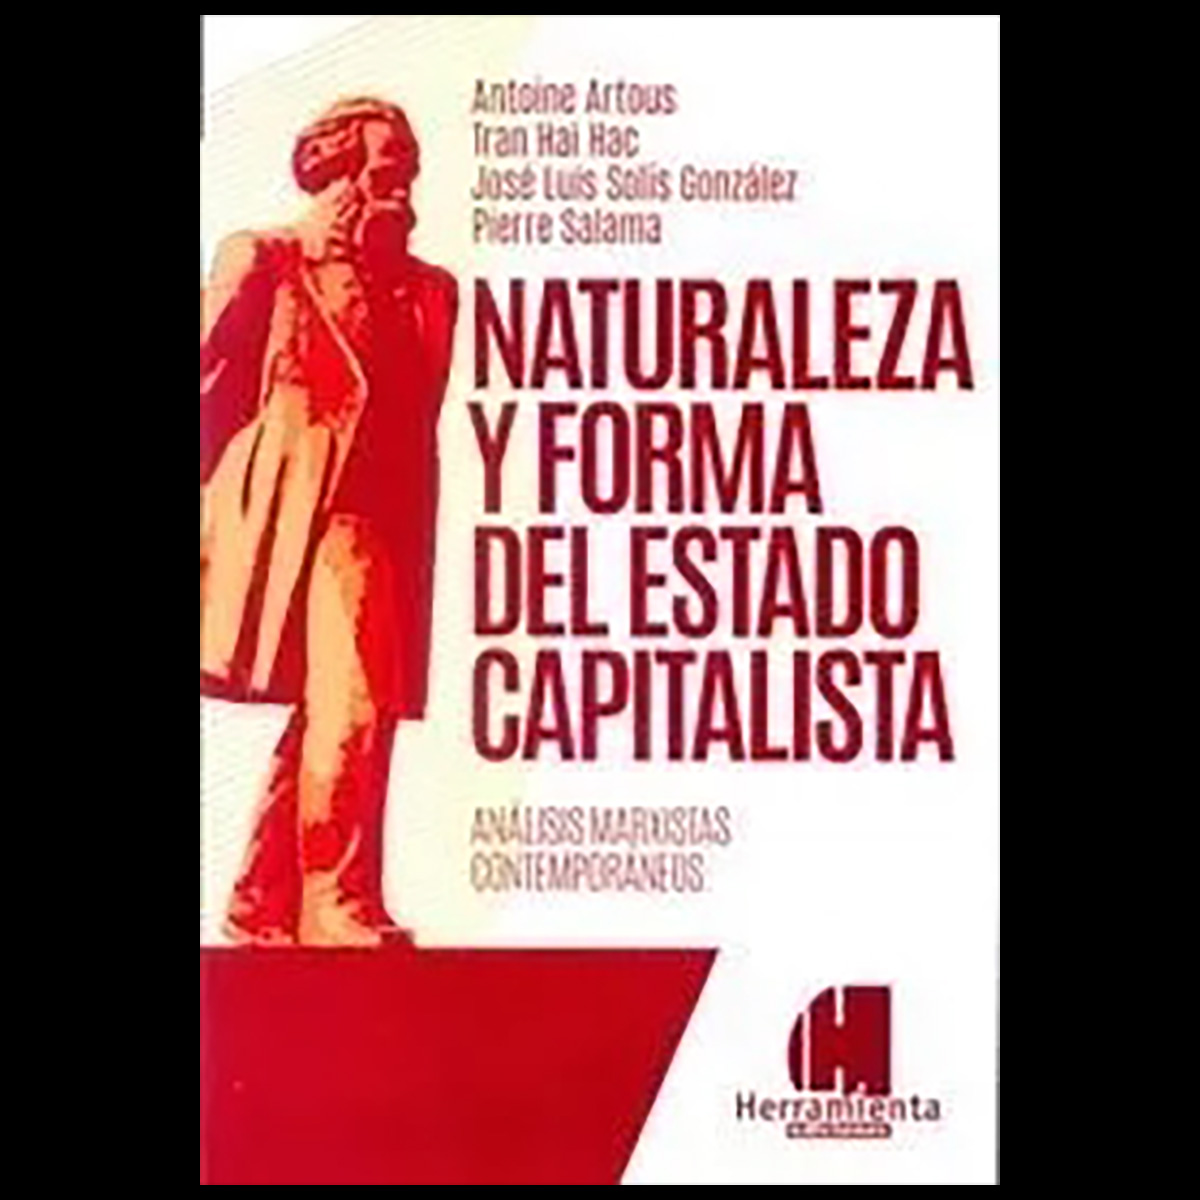 Antoine Artous
Tran Hai Hac
José Luis Solís González
Pierre Salama
NATURALEZA
Y FORMA
DEL ESTADO
CAPITALISTA
ANÁLISIS MARXISTAS
CONTEMPORÁNEOS
H
Herramienta
ediciones